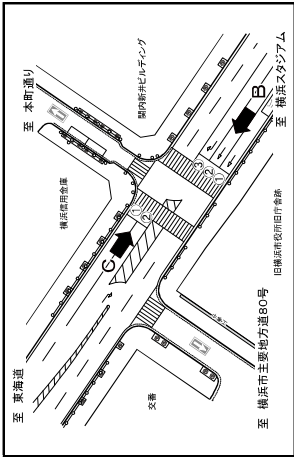 至 本町通り
関内新井ビルディング
至 横浜スタジアム
B
横浜信用金庫
③
②
①
①
②
C
旧横浜市役所旧庁舎跡
至 東海道
交番
至 横浜市主要地方道80号